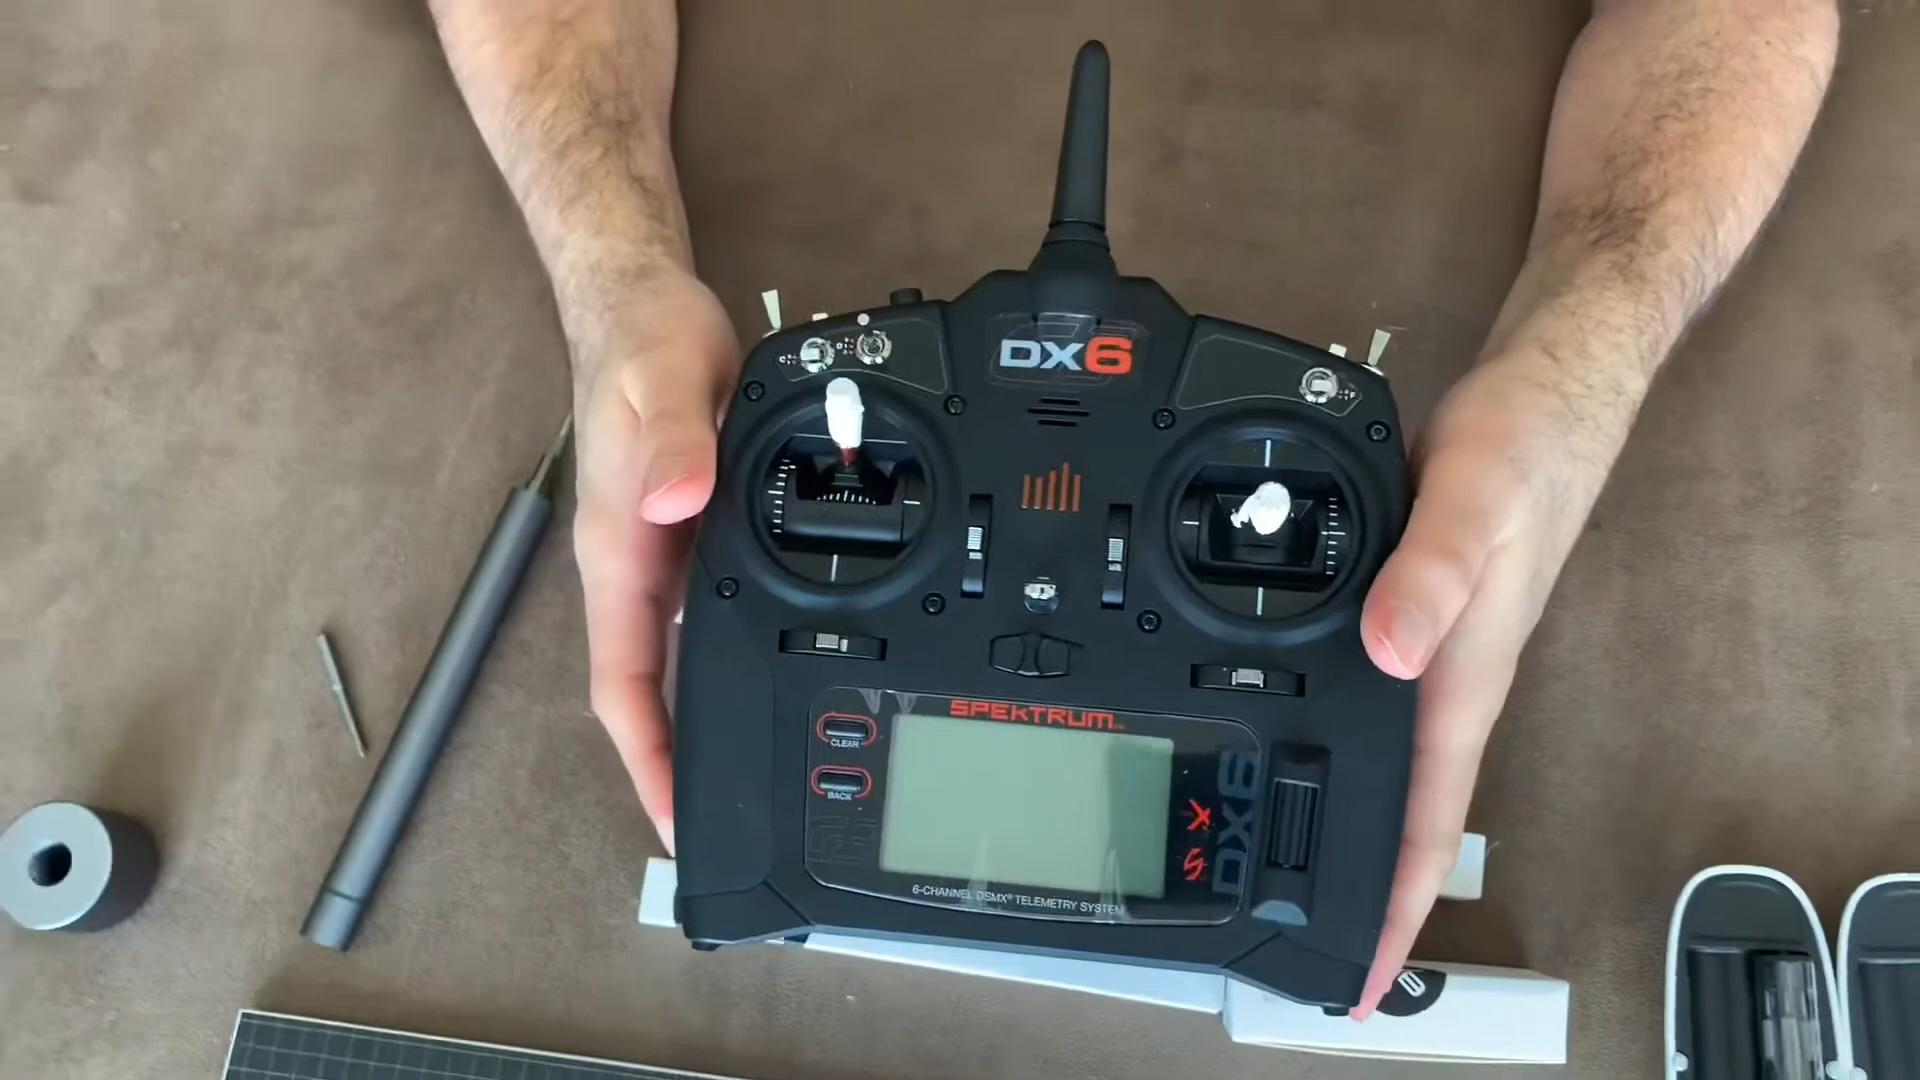 DX6
SPEKTRUM
CLEAR
BACK
DX6
6-CHANNEL DSMX® TELEMETRY SYSTEM